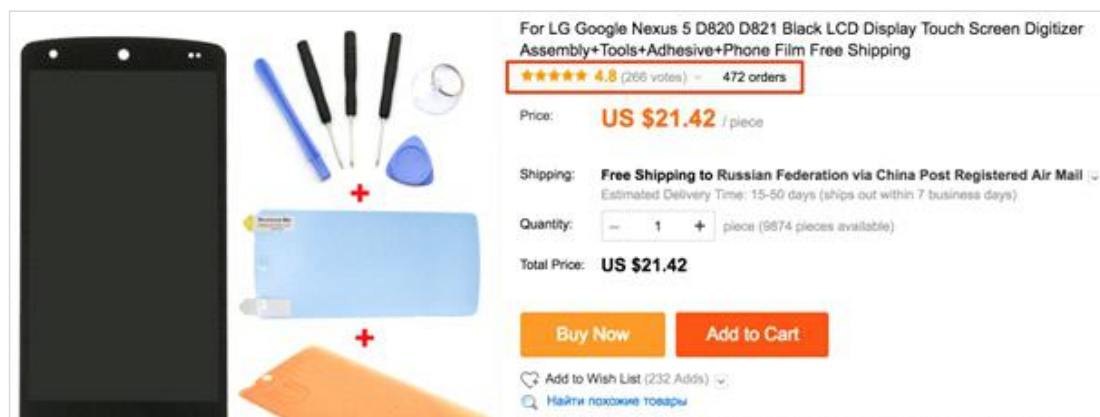 For LG Google Nexus 5 D820 D821 Black LCD Display Touch Screen Digitizer
Assembly+Tools+Adhesive+Phone Film Free Shipping
4.8 (266 votes) 472 orders
Price: US $21.42 / piece
Shipping: Free Shipping to Russian Federation via China Post Registered Air Mail
Estimated Delivery Time: 15-50 days (ships out within 7 business days)
Quantity: – 1 + piece (9874 pieces available)
Total Price: US $21.42
Buy Now Add to Cart
Add to Wish List (232 Adds)
Найти похожие товары